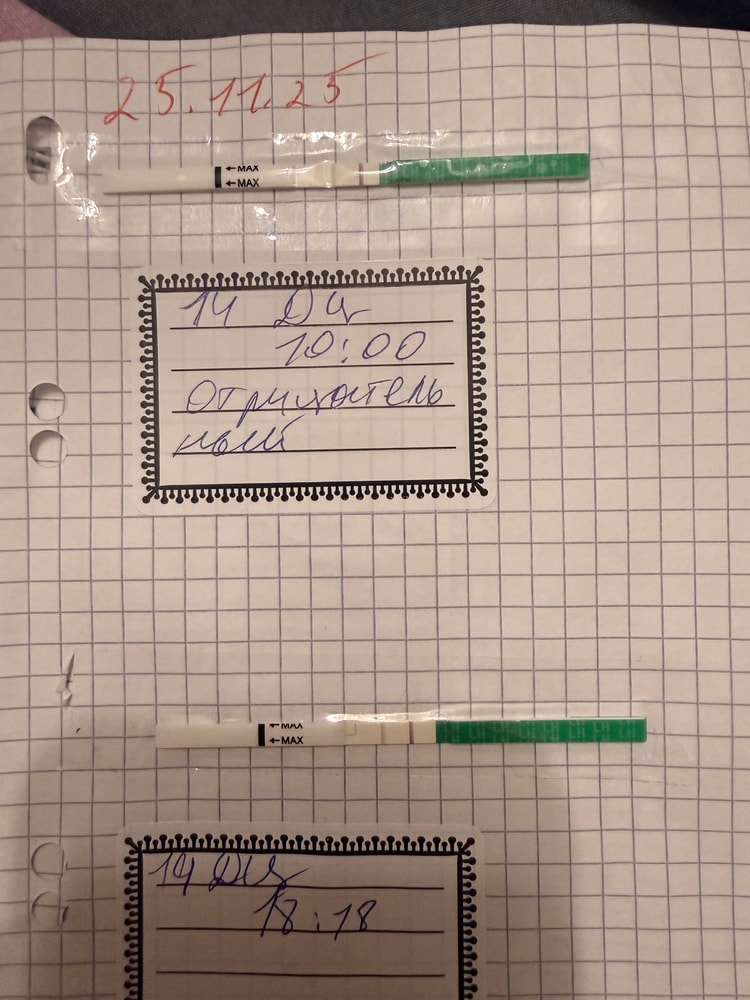 25.11.25
←MAX
←MAX
14 ДЦ
10:00
Отрицатель
ный
←MAX
←MAX
14 ДЦ
18:18